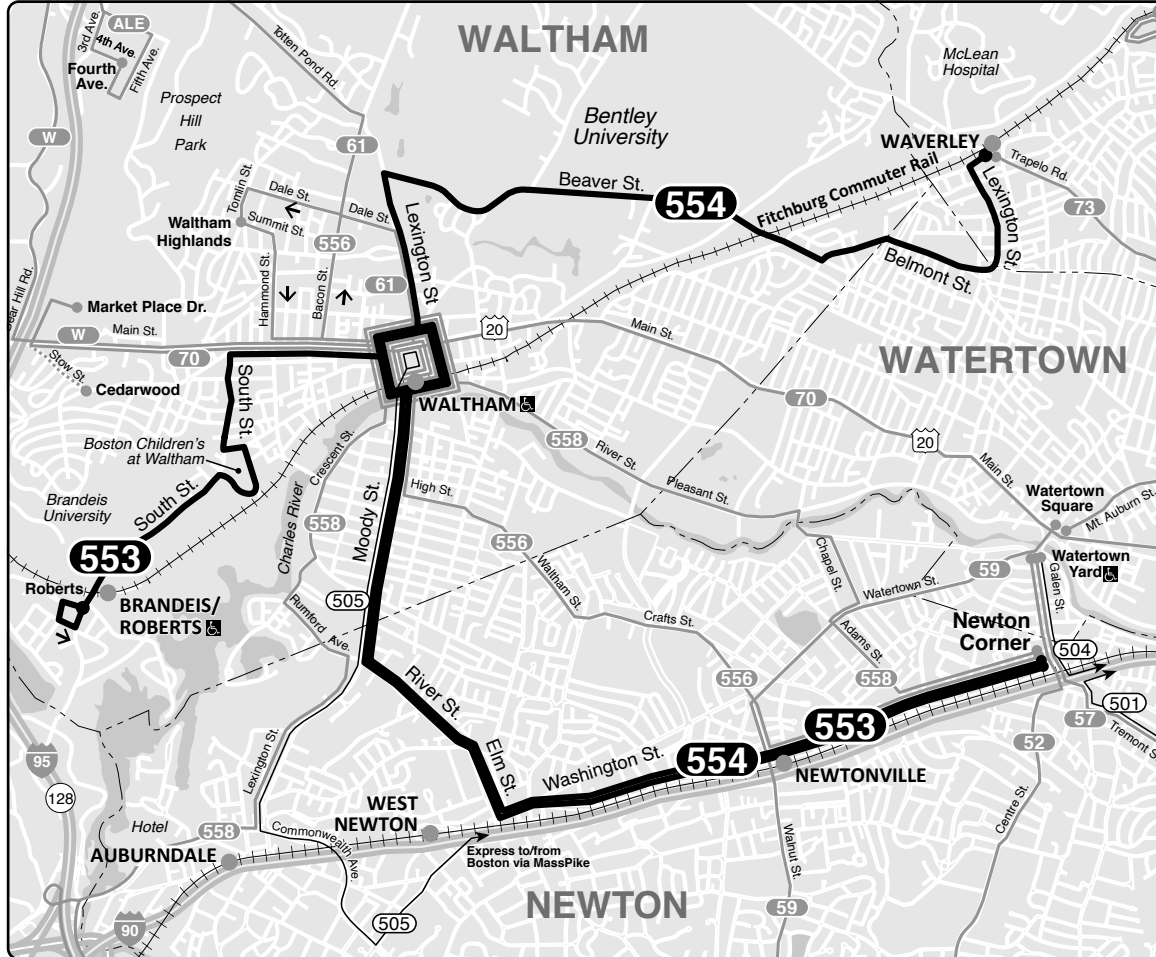 WALTHAM
ALE
3rd Ave.
4th Ave.
Fifth Ave.
Fourth
Ave.
Totten Pond Rd.
McLean
Hospital
Prospect
Hill
Park
Bentley
University
W
61
WAVERLEY
Trapelo Rd.
Fitchburg Commuter Rail
Beaver St.
554
Lexington St.
73
Tomlin St.
Dale St.
Dale St.
Summit St.
Waltham
Highlands
556
Lexington St
Belmont St.
Hammond St.
Bacon St.
61
Bear Hill Rd.
Market Place Dr.
W
Main St.
20
Main St.
WATERTOWN
70
Stow St.
Cedarwood
South St.
WALTHAM
70
20
558
River St.
Pleasant St.
Main St.
Boston Children's
at Waltham
Crescent St.
High St.
Watertown
Square
Mt. Auburn St.
Brandeis
University
South St.
Charles River
558
Moody St.
556
Waltham St.
Chapel St.
59
Watertown
Yard
553
Roberts
BRANDEIS/
ROBERTS
505
Rumford Ave.
Crafts St.
Watertown St.
Galen St.
Adams St.
Newton
Corner
504
River St.
556
558
501
57
Tremont S
Elm St.
553
52
95
Lexington St.
Washington St.
554
NEWTONVILLE
128
WEST
NEWTON
Centre St.
Hotel
558
Commonwealth Ave.
Walnut St.
AUBURNDALE
Express to/from
Boston via MassPike
NEWTON
505
59
90